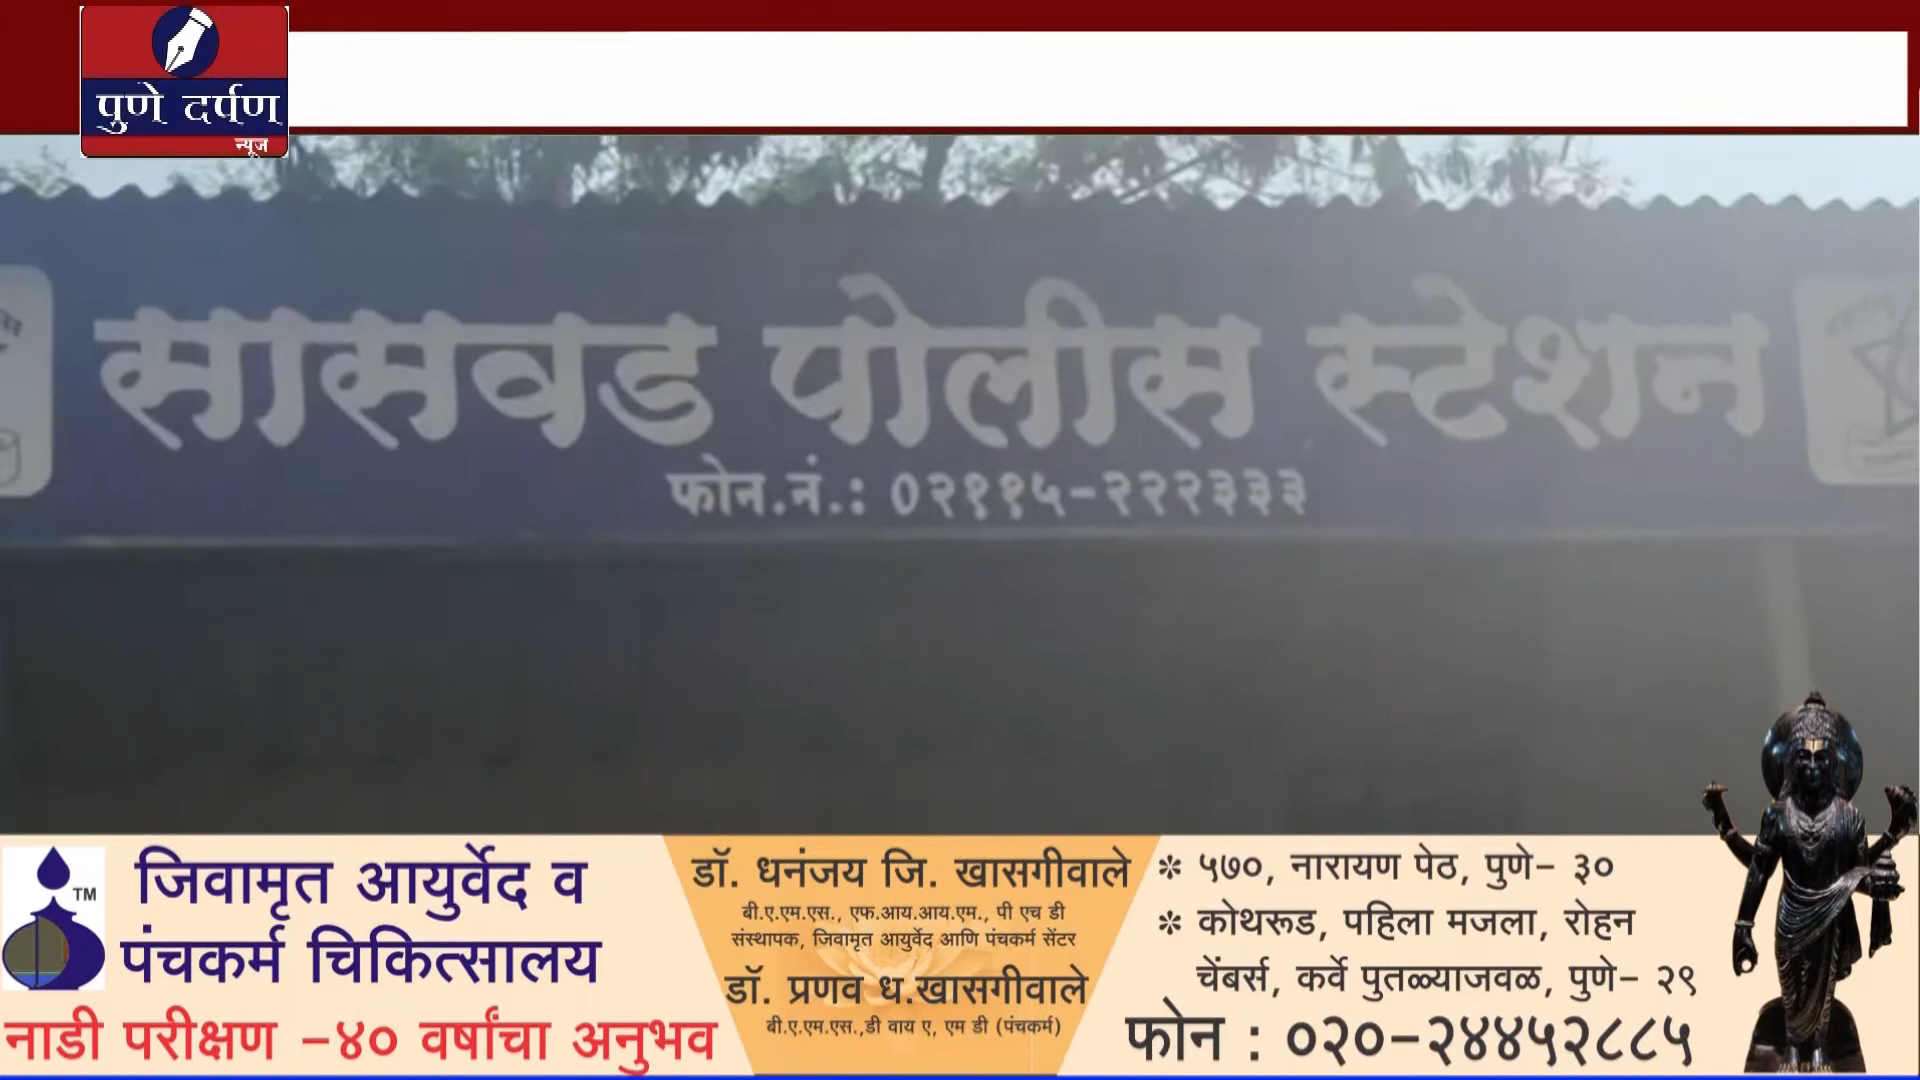 पुणे दर्पण
न्यूज
सासवड पोलीस स्टेशन
फोन.नं.: ०२११५-२२२३३३
TM
जिवामृत आयुर्वेद व
पंचकर्म चिकित्सालय
नाडी परीक्षण -४० वर्षांचा अनुभव
डॉ. धनंजय जि. खासगीवाले
बी.ए.एम.एस., एफ.आय.आय.एम., पी एच डी
संस्थापक, जिवामृत आयुर्वेद आणि पंचकर्म सेंटर
डॉ. प्रणव ध.खासगीवाले
बी.ए.एम.एस.,डी वाय ए, एम डी (पंचकर्म)
* ५७०, नारायण पेठ, पुणे- ३०
* कोथरूड, पहिला मजला, रोहन
चेंबर्स, कर्वे पुतळ्याजवळ, पुणे- २९
फोन : ०२०-२४४५२८८५